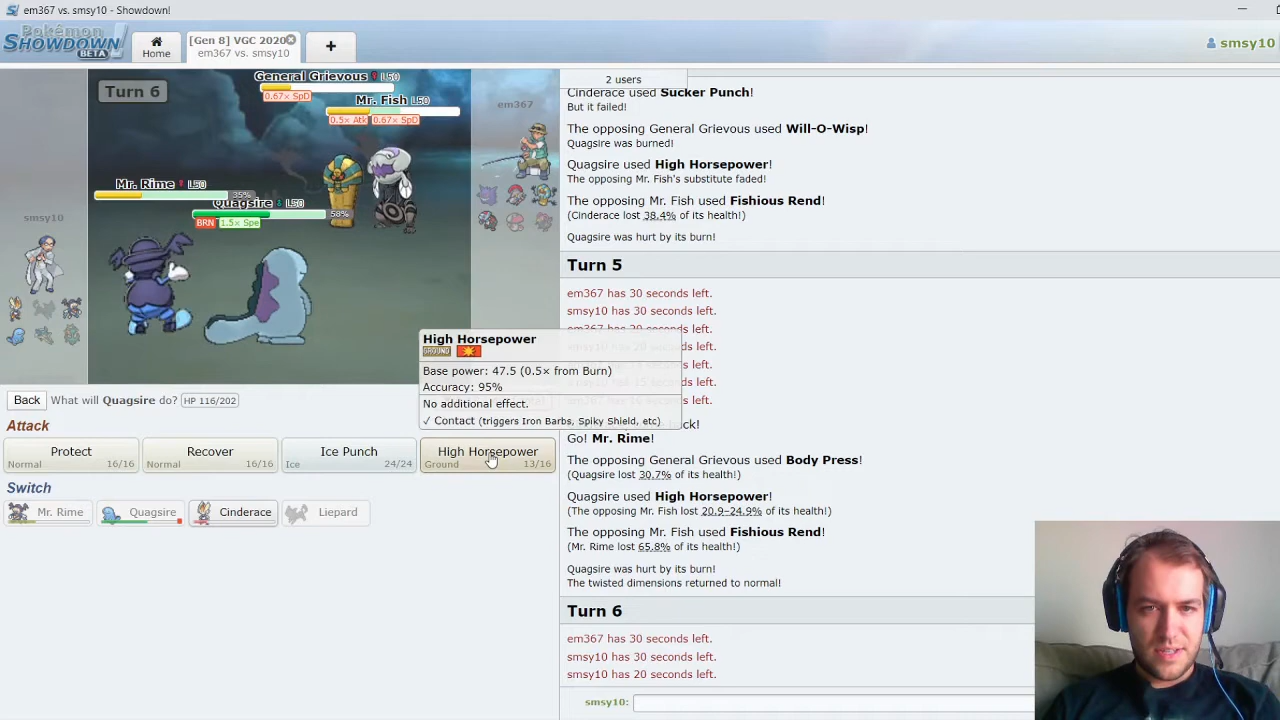 em367 vs. smsy10 - Showdown!
Pokémon
SHOWDOWN
BETA
Home
[Gen 8] VGC 2020
em367 vs. smsy10
+
smsy10
Turn 6
General Grievous L50
0.67× SpD
Mr. Fish L50
0.5× Atk 0.67× SpD
em367
Mr. Rime L50
35%
Quagsire L50
58%
BRN 1.5× Spe
smsy10
2 users
Cinderace used Sucker Punch!
But it failed!
The opposing General Grievous used Will-O-Wisp!
Quagsire was burned!
Quagsire used High Horsepower!
The opposing Mr. Fish's substitute faded!
The opposing Mr. Fish used Fishious Rend!
(Cinderace lost 38.4% of its health!)
Quagsire was hurt by its burn!
Turn 5
em367 has 30 seconds left.
smsy10 has 30 seconds left.
Go! Mr. Rime!
The opposing General Grievous used Body Press!
(Quagsire lost 30.7% of its health!)
Quagsire used High Horsepower!
(The opposing Mr. Fish lost 20.9–24.9% of its health!)
The opposing Mr. Fish used Fishious Rend!
(Mr. Rime lost 65.8% of its health!)
Quagsire was hurt by its burn!
The twisted dimensions returned to normal!
Turn 6
em367 has 30 seconds left.
smsy10 has 30 seconds left.
smsy10 has 20 seconds left.
smsy10:
High Horsepower
GROUND
Base power: 47.5 (0.5× from Burn)
Accuracy: 95%
No additional effect.
✓ Contact (triggers Iron Barbs, Spiky Shield, etc)
Back What will Quagsire do? HP 116/202
Attack
Protect
Normal 16/16
Recover
Normal 16/16
Ice Punch
Ice 24/24
High Horsepower
Ground 13/16
Switch
Mr. Rime Quagsire Cinderace Liepard